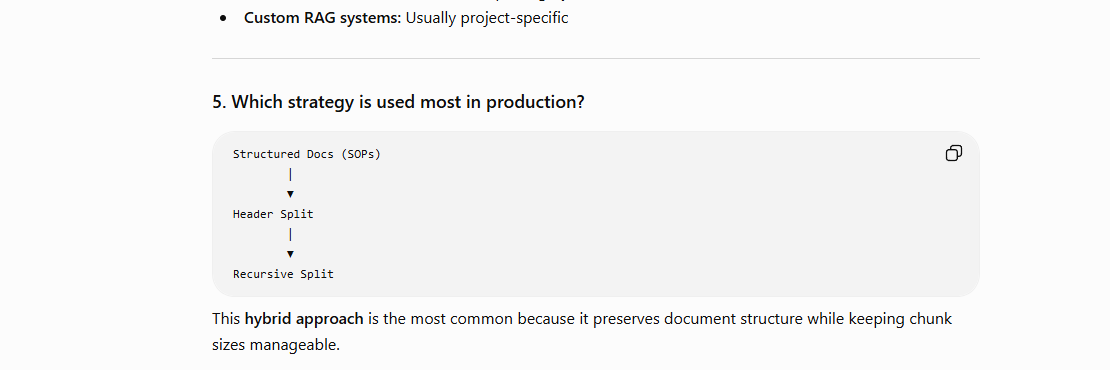 Custom RAG systems: Usually project-specific
5. Which strategy is used most in production?
Structured Docs (SOPs)
|
▼
Header Split
|
▼
Recursive Split
This hybrid approach is the most common because it preserves document structure while keeping chunk
sizes manageable.